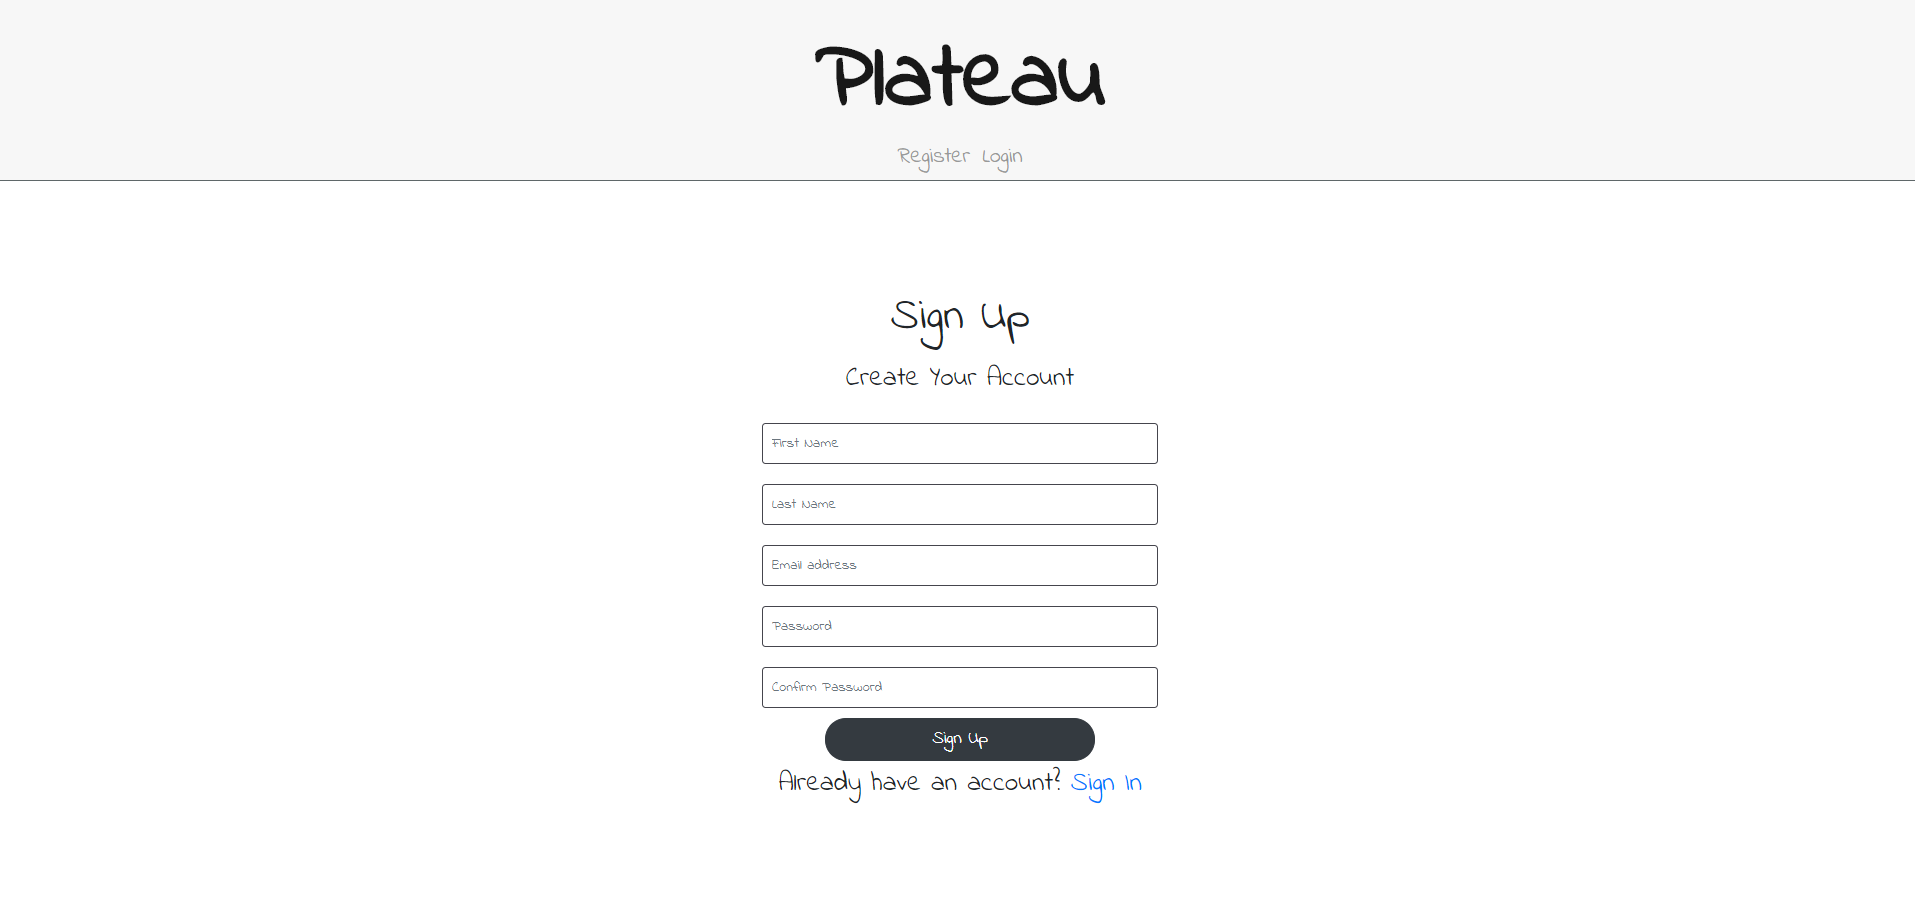 Plateau
Register Login
Sign Up
Create Your Account
First Name
Last Name
Email address
Password
Confirm Password
Sign Up
Already have an account? Sign In